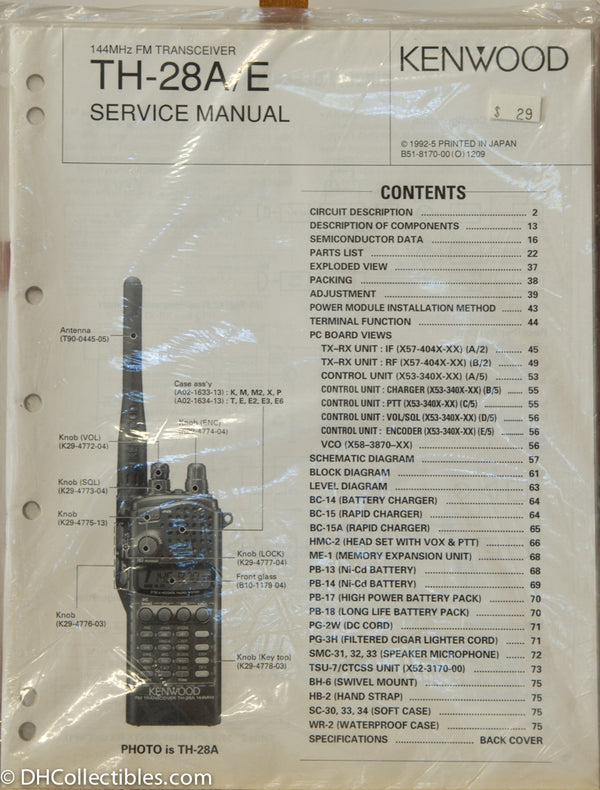 144MHz FM TRANSCEIVER
TH-28A/E
SERVICE MANUAL
KENWOOD
$ 29
© 1992-5 PRINTED IN JAPAN
B51-8170-00 (O) 1209
CONTENTS
CIRCUIT DESCRIPTION ........ 2
DESCRIPTION OF COMPONENTS ........ 13
SEMICONDUCTOR DATA ........ 16
PARTS LIST ........ 22
EXPLODED VIEW ........ 37
PACKING ........ 38
ADJUSTMENT ........ 39
POWER MODULE INSTALLATION METHOD ........ 43
TERMINAL FUNCTION ........ 44
PC BOARD VIEWS
TX-RX UNIT : IF (X57-404X-XX) (A/2) ........ 45
TX-RX UNIT : RF (X57-404X-XX) (B/2) ........ 49
CONTROL UNIT (X53-340X-XX) (A/5) ........ 53
CONTROL UNIT : CHARGER (X53-340X-XX) (B/5) ........ 55
CONTROL UNIT : PTT (X53-340X-XX) (C/5) ........ 55
CONTROL UNIT : VOL/SQL (X53-340X-XX) (D/5) ........ 56
CONTROL UNIT : ENCODER (X53-340X-XX) (E/5) ........ 56
VCO (X58-3870-XX) ........ 56
SCHEMATIC DIAGRAM ........ 57
BLOCK DIAGRAM ........ 61
LEVEL DIAGRAM ........ 63
BC-14 (BATTERY CHARGER) ........ 64
BC-15 (RAPID CHARGER) ........ 64
BC-15A (RAPID CHARGER) ........ 65
HMC-2 (HEAD SET WITH VOX & PTT) ........ 66
ME-1 (MEMORY EXPANSION UNIT) ........ 68
PB-13 (Ni-Cd BATTERY) ........ 68
PB-14 (Ni-Cd BATTERY) ........ 69
PB-17 (HIGH POWER BATTERY PACK) ........ 70
PB-18 (LONG LIFE BATTERY PACK) ........ 70
PG-2W (DC CORD) ........ 71
PG-3H (FILTERED CIGAR LIGHTER CORD) ........ 71
SMC-31, 32, 33 (SPEAKER MICROPHONE) ........ 72
TSU-7/CTCSS UNIT (X52-3170-00) ........ 73
BH-6 (SWIVEL MOUNT) ........ 75
HB-2 (HAND STRAP) ........ 75
SC-30, 33, 34 (SOFT CASE) ........ 75
WR-2 (WATERPROOF CASE) ........ 75
SPECIFICATIONS ........ BACK COVER
Antenna
(T90-0445-05)
Case ass'y
(A02-1633-13) : K, M, M2, X, P
(A02-1634-13) : T, E, E2, E3, E6
Knob (ENC)
(K29-4774-04)
Knob (VOL)
(K29-4772-04)
Knob (SQL)
(K29-4773-04)
Knob
(K29-4775-13)
Knob (LOCK)
(K29-4777-04)
Front glass
(B10-1179-04)
Knob
(K29-4776-03)
Knob (Key top)
(K29-4778-03)
KENWOOD
PHOTO is TH-28A
© DHCollectibles.com